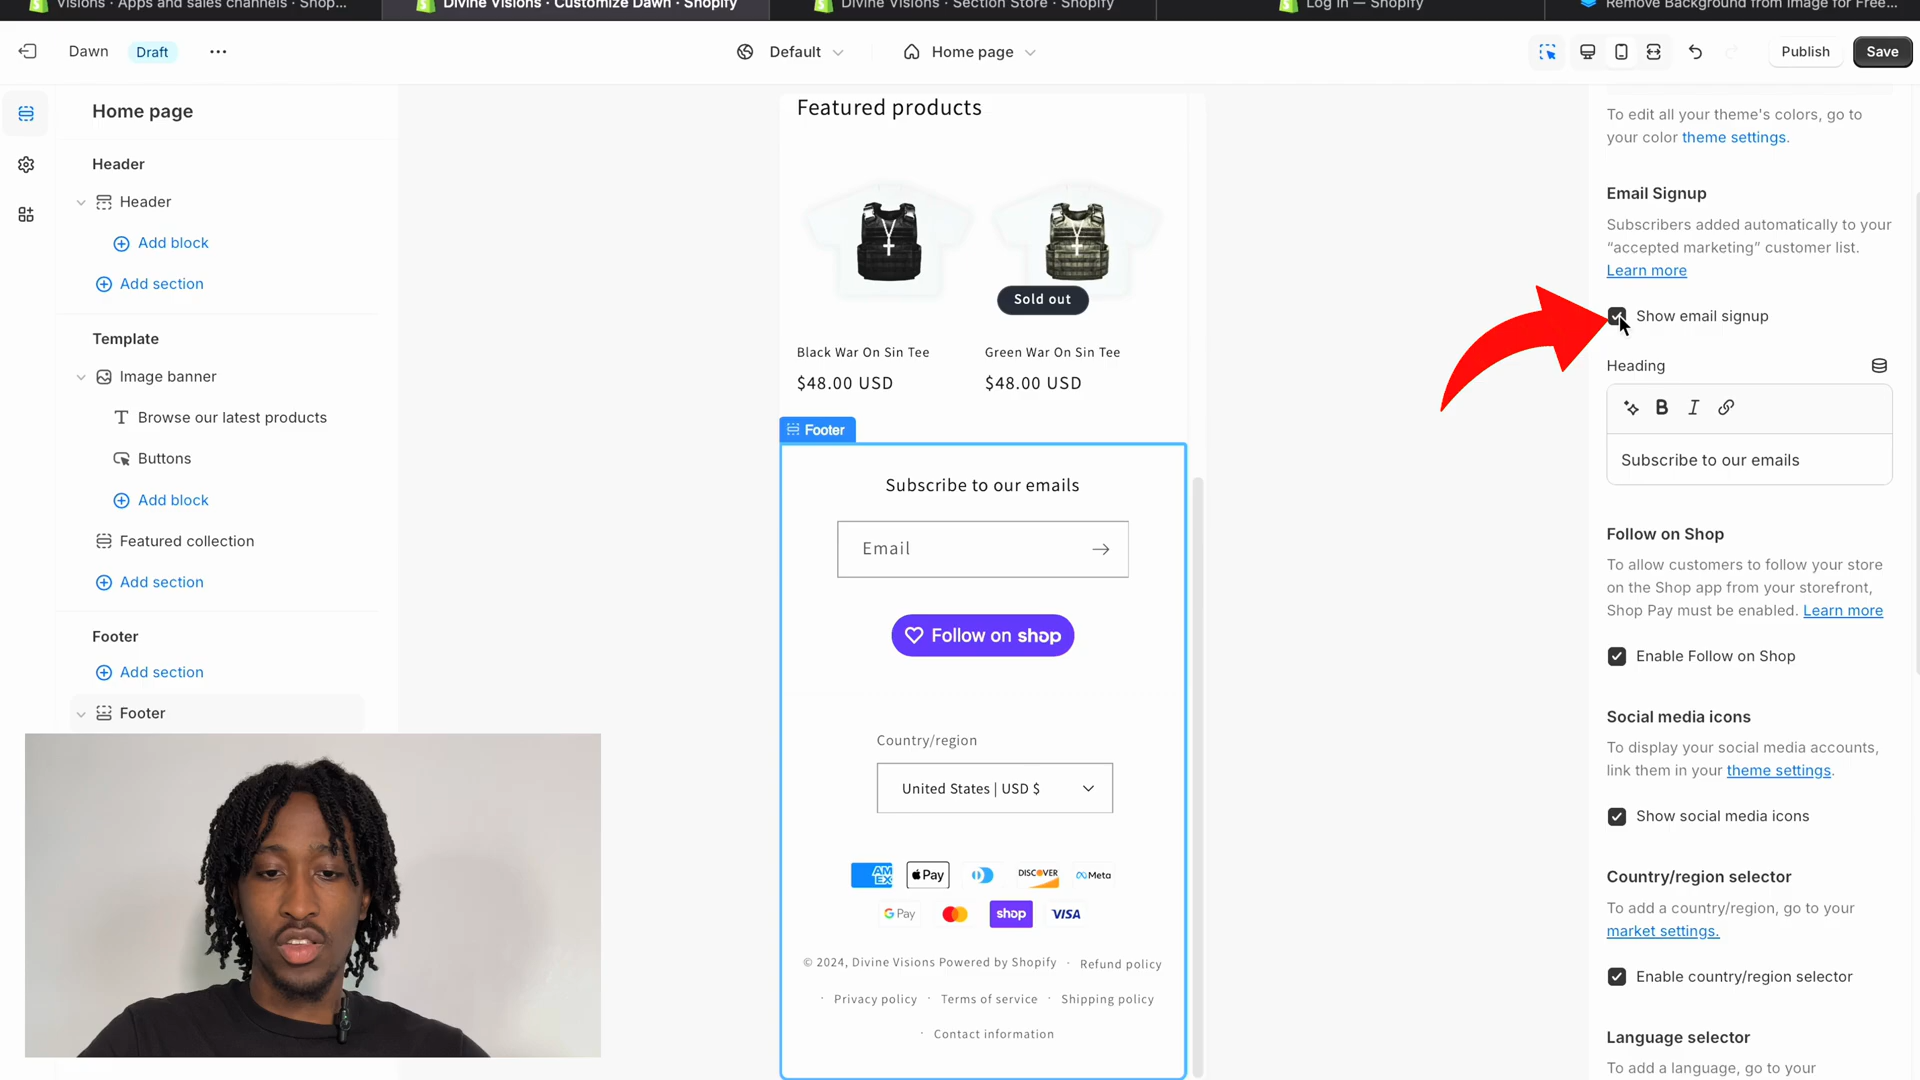 Visions · Apps and sales channels · Shop...
Divine Visions · Customize Dawn · Shopify
Divine Visions · Section Store · Shopify
Log in — Shopify
Remove Background from Image for Free...
Dawn
Draft
Default
Home page
Publish
Save
Home page
Header
Header
Add block
Add section
Template
Image banner
Browse our latest products
Buttons
Add block
Featured collection
Add section
Footer
Add section
Footer
Featured products
Sold out
Black War On Sin Tee
Green War On Sin Tee
$48.00 USD
$48.00 USD
Footer
Subscribe to our emails
Email
Follow on shop
Country/region
United States | USD $
AM
EX
Pay
DISCOVER
Meta
G Pay
shop
VISA
© 2024, Divine Visions Powered by Shopify · Refund policy
· Privacy policy · Terms of service · Shipping policy
· Contact information
To edit all your theme's colors, go to
your color theme settings.
Email Signup
Subscribers added automatically to your
“accepted marketing” customer list.
Learn more
Show email signup
Heading
B I
Subscribe to our emails
Follow on Shop
To allow customers to follow your store
on the Shop app from your storefront,
Shop Pay must be enabled. Learn more
Enable Follow on Shop
Social media icons
To display your social media accounts,
link them in your theme settings.
Show social media icons
Country/region selector
To add a country/region, go to your
market settings.
Enable country/region selector
Language selector
To add a language, go to your